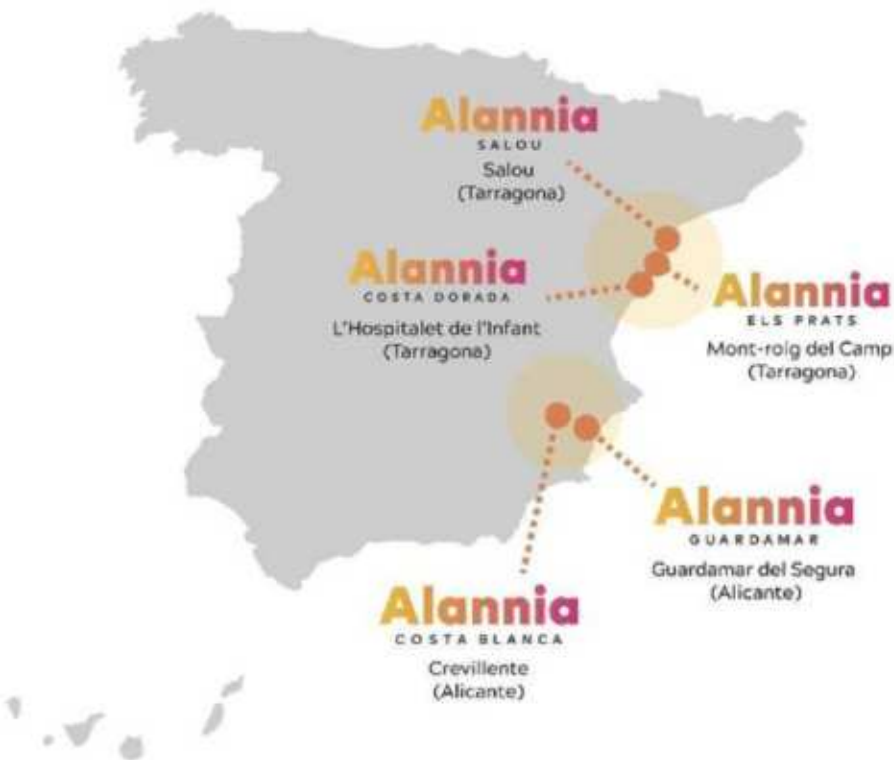 Alannia
SALOU
Salou
(Tarragona)
Alannia
COSTA DORADA
L'Hospitalet de l'Infant
(Tarragona)
Alannia
ELS PRATS
Mont-roig del Camp
(Tarragona)
Alannia
GUARDAMAR
Guardamar del Segura
(Alicante)
Alannia
COSTA BLANCA
Crevillente
(Alicante)